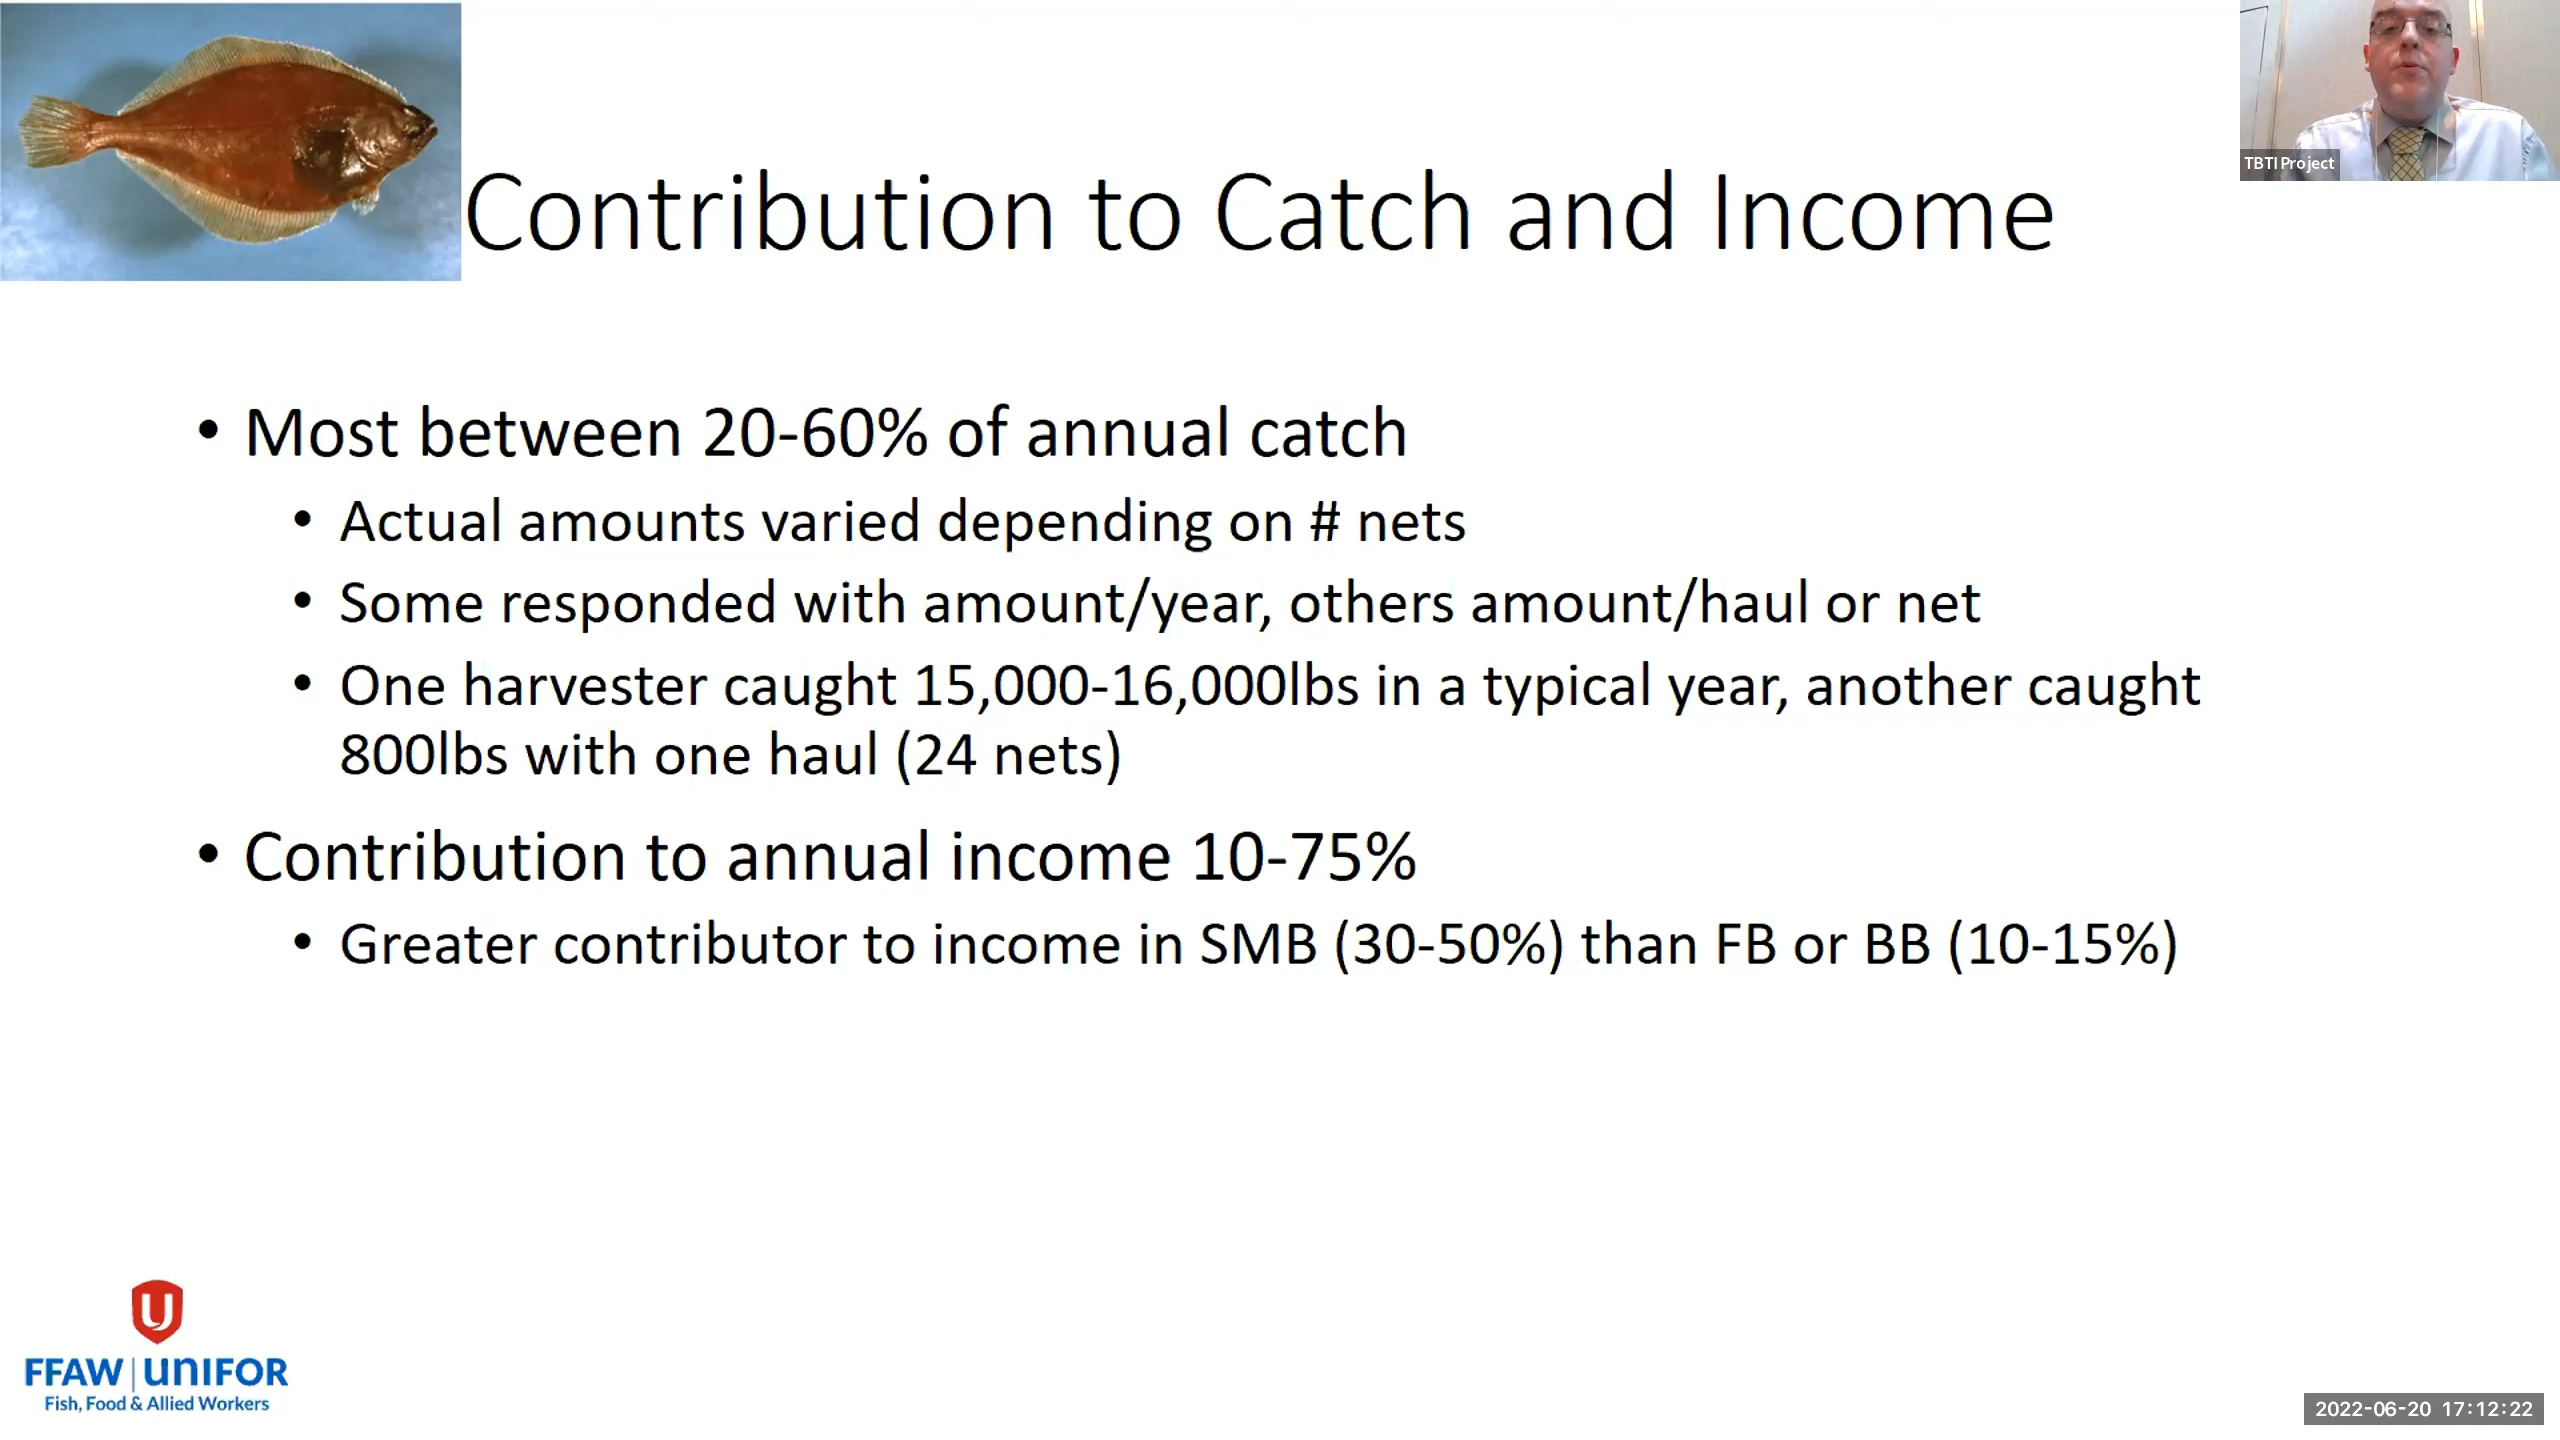 TBTI Project
Contribution to Catch and Income
• Most between 20-60% of annual catch
• Actual amounts varied depending on # nets
• Some responded with amount/year, others amount/haul or net
• One harvester caught 15,000-16,000lbs in a typical year, another caught
800lbs with one haul (24 nets)
• Contribution to annual income 10-75%
• Greater contributor to income in SMB (30-50%) than FB or BB (10-15%)
U
FFAW | UNIFOR
Fish, Food & Allied Workers
2022-06-20 17:12:22